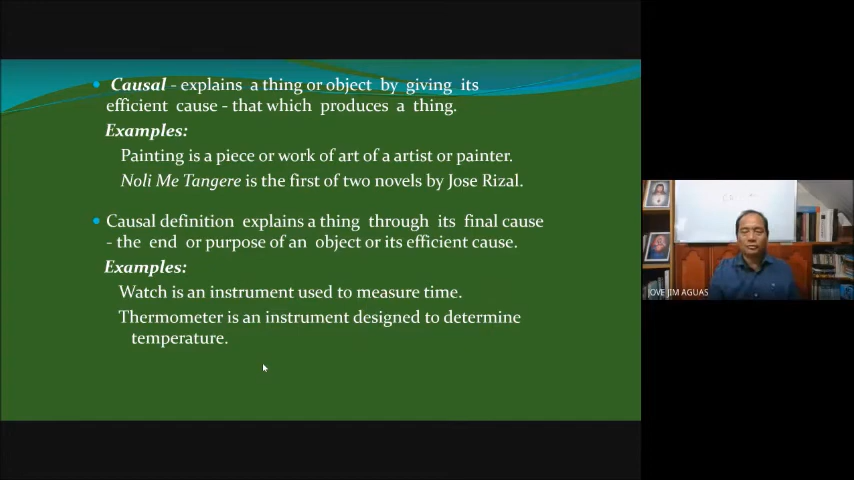 Causal - explains a thing or object by giving its
efficient cause - that which produces a thing.
Examples:
Painting is a piece or work of art of a artist or painter.
Noli Me Tangere is the first of two novels by Jose Rizal.
Causal definition explains a thing through its final cause
- the end or purpose of an object or its efficient cause.
Examples:
Watch is an instrument used to measure time.
Thermometer is an instrument designed to determine
temperature.
JOVE JIM AGUAS